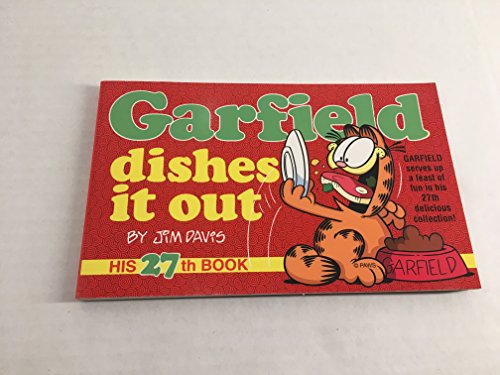 Garfield
dishes
it out
BY JIM DAVIS
HIS 27th BOOK
GARFIELD
serves up
a feast of
fun in his
27th
delicious
collection!
© PAWS
GARFIELD